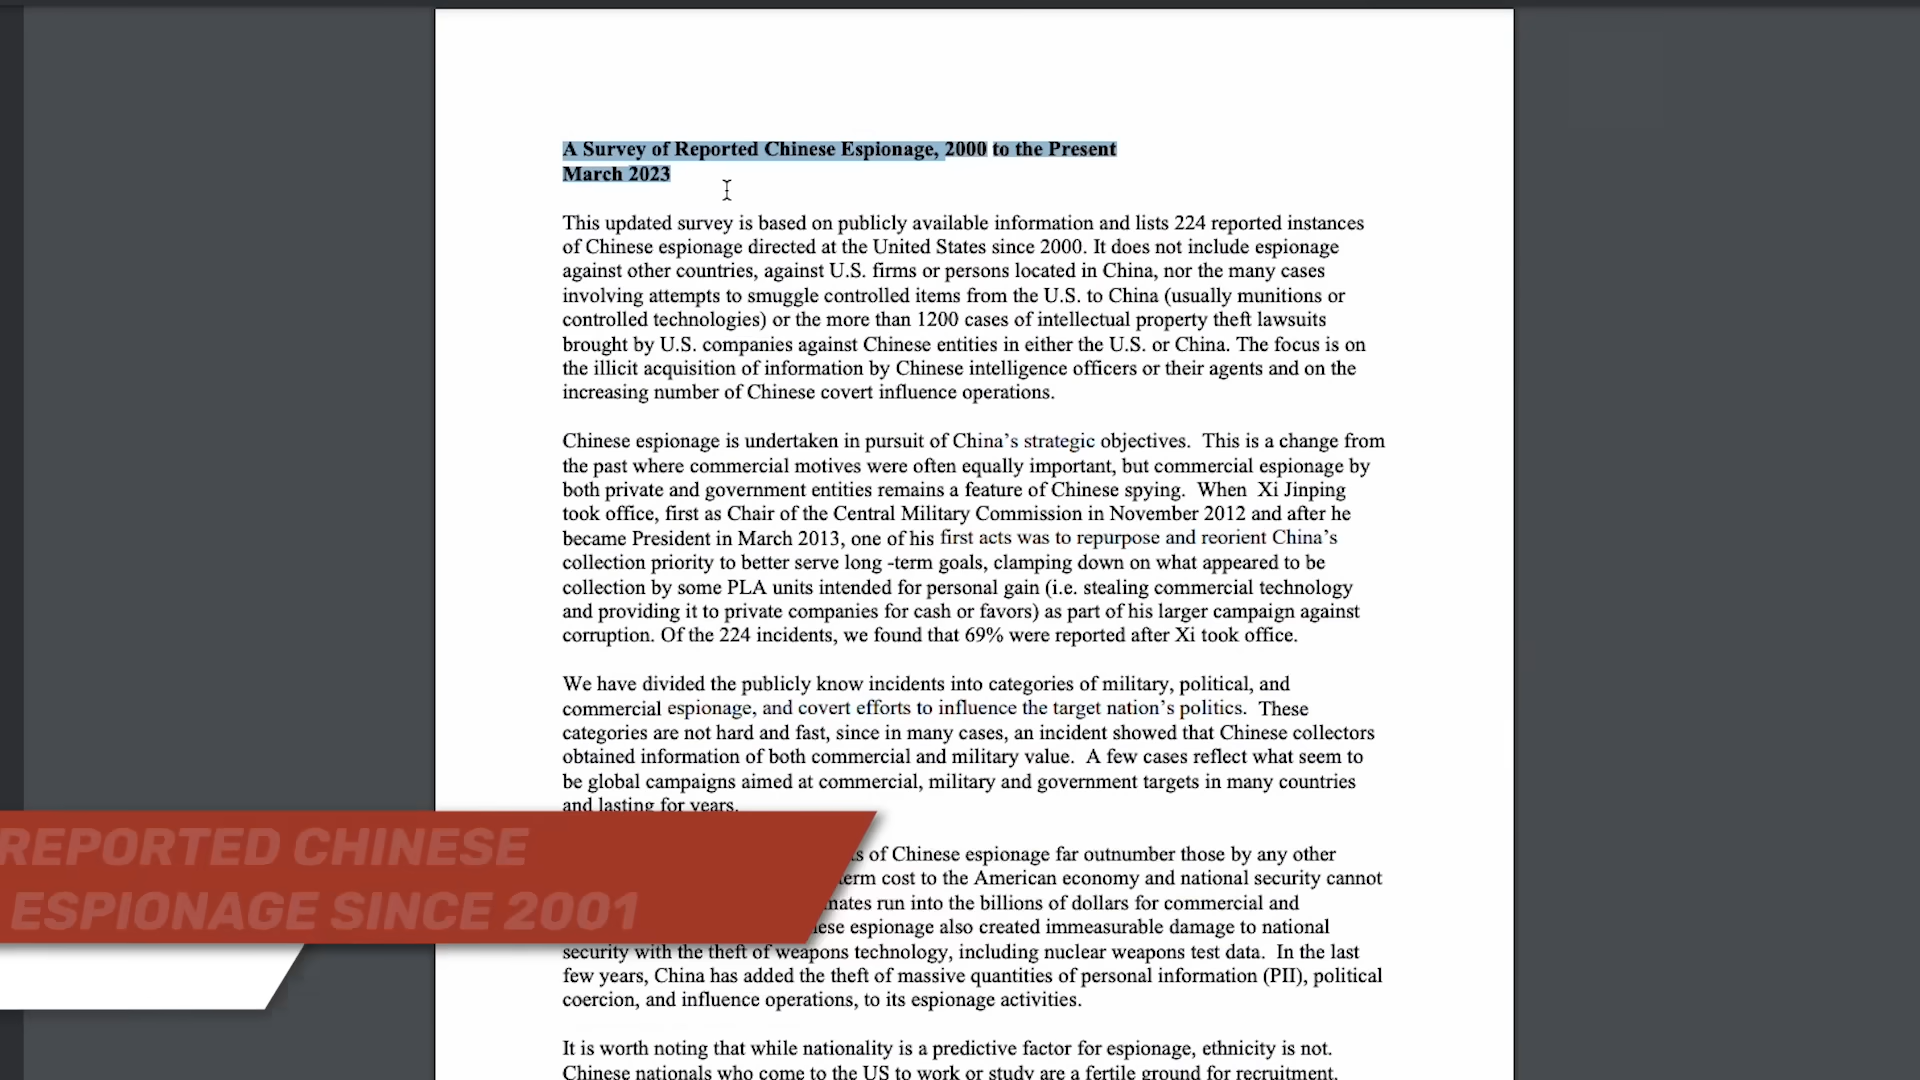 A Survey of Reported Chinese Espionage, 2000 to the Present
March 2023
This updated survey is based on publicly available information and lists 224 reported instances
of Chinese espionage directed at the United States since 2000. It does not include espionage
against other countries, against U.S. firms or persons located in China, nor the many cases
involving attempts to smuggle controlled items from the U.S. to China (usually munitions or
controlled technologies) or the more than 1200 cases of intellectual property theft lawsuits
brought by U.S. companies against Chinese entities in either the U.S. or China. The focus is on
the illicit acquisition of information by Chinese intelligence officers or their agents and on the
increasing number of Chinese covert influence operations.
Chinese espionage is undertaken in pursuit of China’s strategic objectives.  This is a change from
the past where commercial motives were often equally important, but commercial espionage by
both private and government entities remains a feature of Chinese spying.  When  Xi Jinping
took office, first as Chair of the Central Military Commission in November 2012 and after he
became President in March 2013, one of his first acts was to repurpose and reorient China’s
collection priority to better serve long -term goals, clamping down on what appeared to be
collection by some PLA units intended for personal gain (i.e. stealing commercial technology
and providing it to private companies for cash or favors) as part of his larger campaign against
corruption. Of the 224 incidents, we found that 69% were reported after Xi took office.
We have divided the publicly know incidents into categories of military, political, and
commercial espionage, and covert efforts to influence the target nation’s politics.  These
categories are not hard and fast, since in many cases, an incident showed that Chinese collectors
obtained information of both commercial and military value.  A few cases reflect what seem to
be global campaigns aimed at commercial, military and government targets in many countries
and lasting for years.
of Chinese espionage far outnumber those by any other
cost to the American economy and national security cannot
run into the billions of dollars for commercial and
espionage also created immeasurable damage to national
security with the theft of weapons technology, including nuclear weapons test data.  In the last
few years, China has added the theft of massive quantities of personal information (PII), political
coercion, and influence operations, to its espionage activities.
It is worth noting that while nationality is a predictive factor for espionage, ethnicity is not.
Chinese nationals who come to the US to work or study are a fertile ground for recruitment.
REPORTED CHINESE
ESPIONAGE SINCE 2001